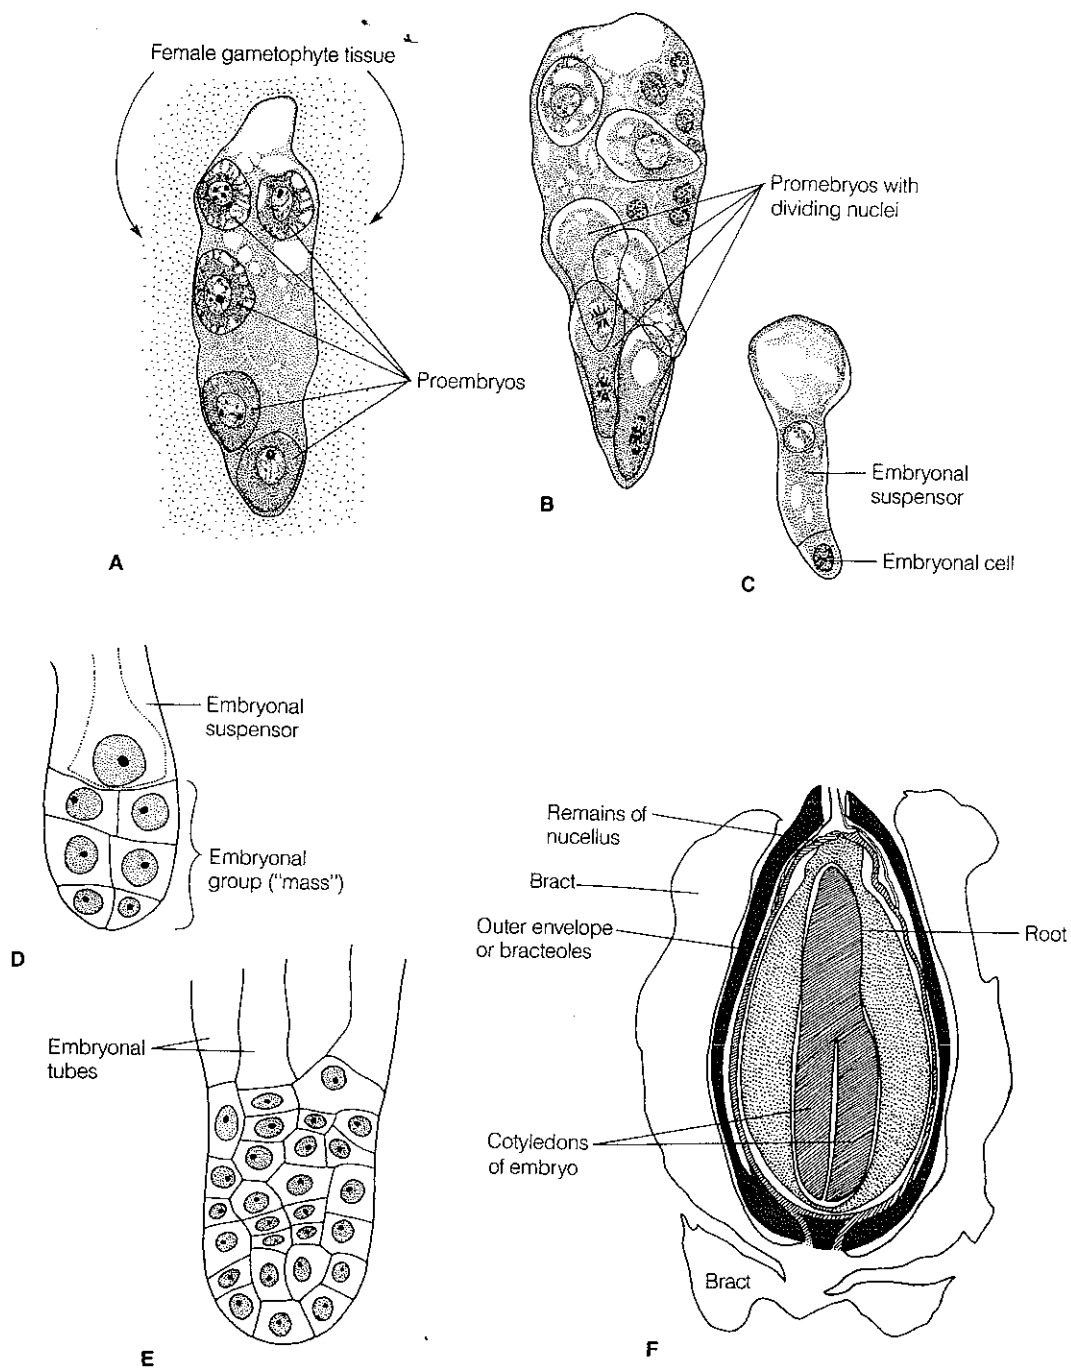 Female gametophyte tissue
Proembryos
A
Promebryos with
dividing nuclei
B
Embryonal
suspensor
Embryonal cell
C
Embryonal
suspensor
Embryonal
group ("mass")
D
Embryonal
tubes
E
Remains of
nucellus
Bract
Outer envelope
or bracteoles
Root
Cotyledons
of embryo
Bract
F